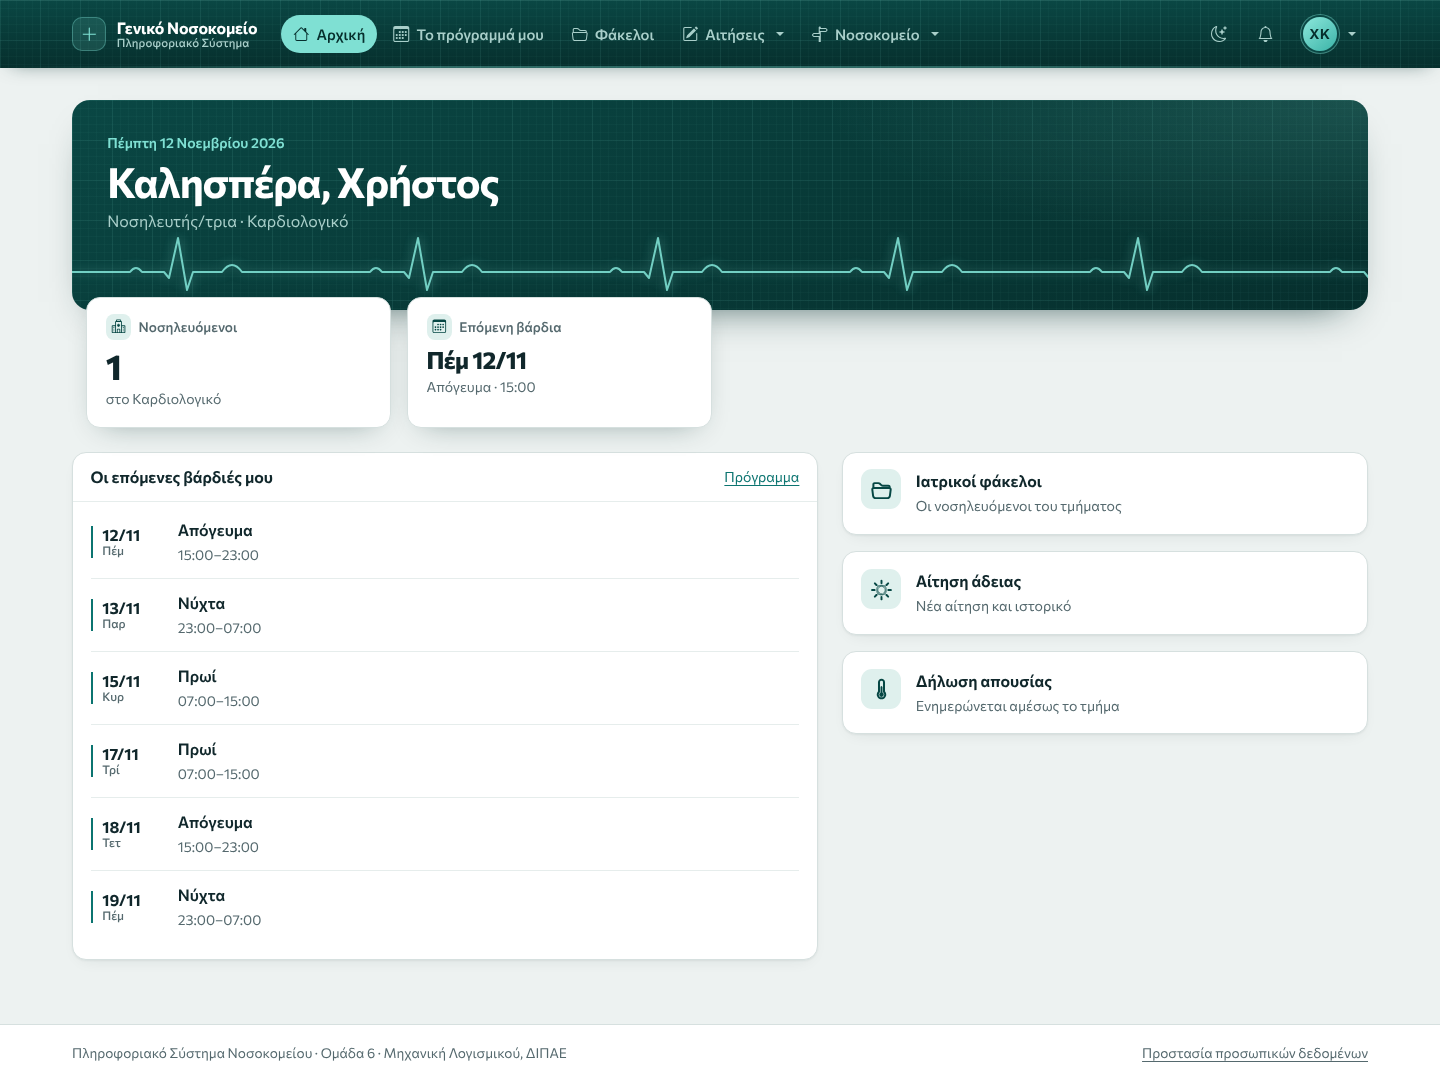 Γενικό Νοσοκομείο
Πληροφοριακό Σύστημα
Αρχική
Το πρόγραμμά μου
Φάκελοι
Αιτήσεις
Νοσοκομείο
ΧΚ
Πέμπτη 12 Νοεμβρίου 2026
Καλησπέρα, Χρήστος
Νοσηλευτής/τρια · Καρδιολογικό
Νοσηλευόμενοι
1
στο Καρδιολογικό
Επόμενη βάρδια
Πέμ 12/11
Απόγευμα · 15:00
Οι επόμενες βάρδιές μου
Πρόγραμμα
12/11
Πέμ
Απόγευμα
15:00–23:00
13/11
Παρ
Νύχτα
23:00–07:00
15/11
Κυρ
Πρωί
07:00–15:00
17/11
Τρί
Πρωί
07:00–15:00
18/11
Τετ
Απόγευμα
15:00–23:00
19/11
Πέμ
Νύχτα
23:00–07:00
Ιατρικοί φάκελοι
Οι νοσηλευόμενοι του τμήματος
Αίτηση άδειας
Νέα αίτηση και ιστορικό
Δήλωση απουσίας
Ενημερώνεται αμέσως το τμήμα
Πληροφοριακό Σύστημα Νοσοκομείου · Ομάδα 6 · Μηχανική Λογισμικού, ΔΙΠΑΕ
Προστασία προσωπικών δεδομένων